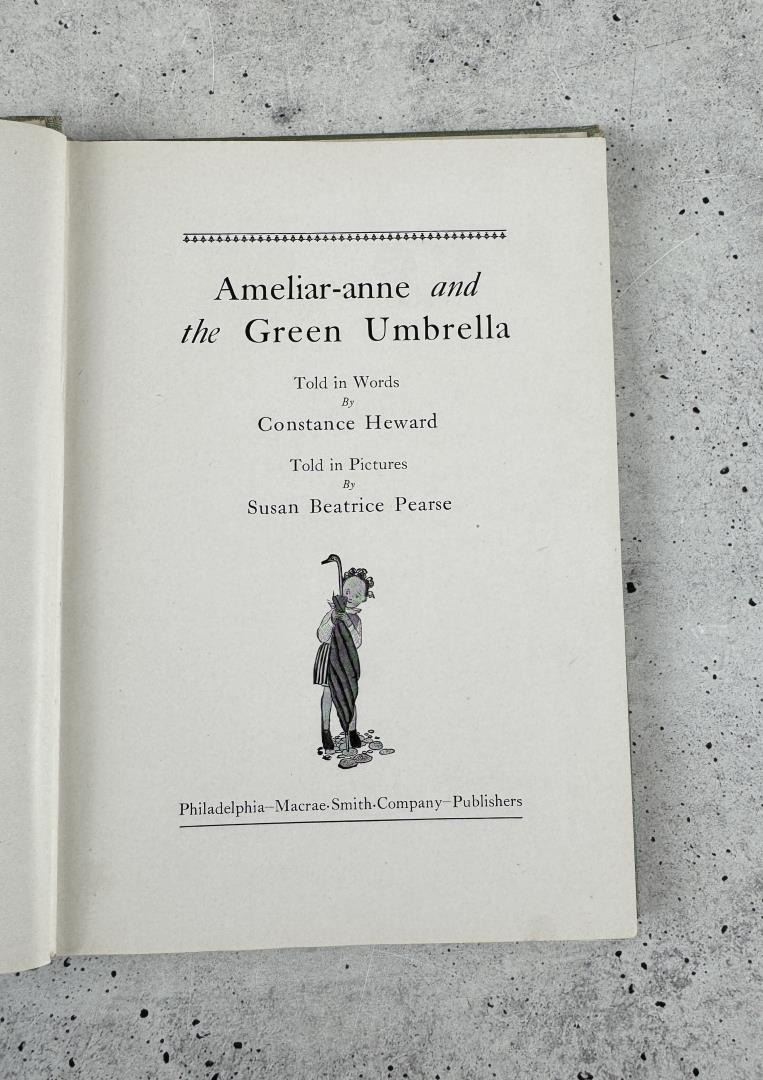 Ameliar-anne and
the Green Umbrella
Told in Words
By
Constance Heward
Told in Pictures
By
Susan Beatrice Pearse
Philadelphia—Macrae·Smith·Company—Publishers